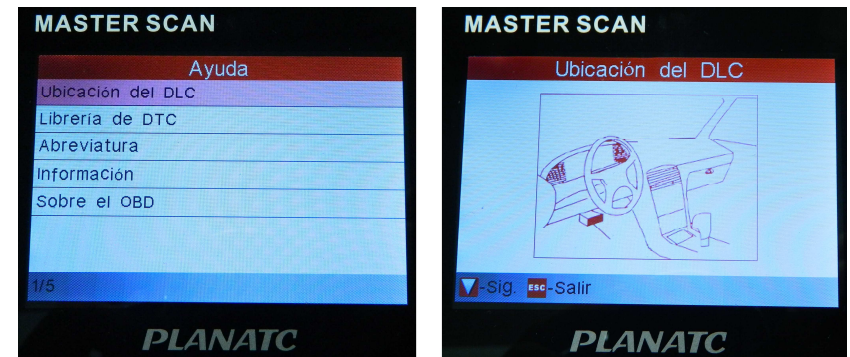 MASTER SCAN
Ayuda
Ubicación del DLC
Librería de DTC
Abreviatura
Información
Sobre el OBD
1/5
PLANATC
MASTER SCAN
Ubicación del DLC
-Sig. ESC-Salir
PLANATC